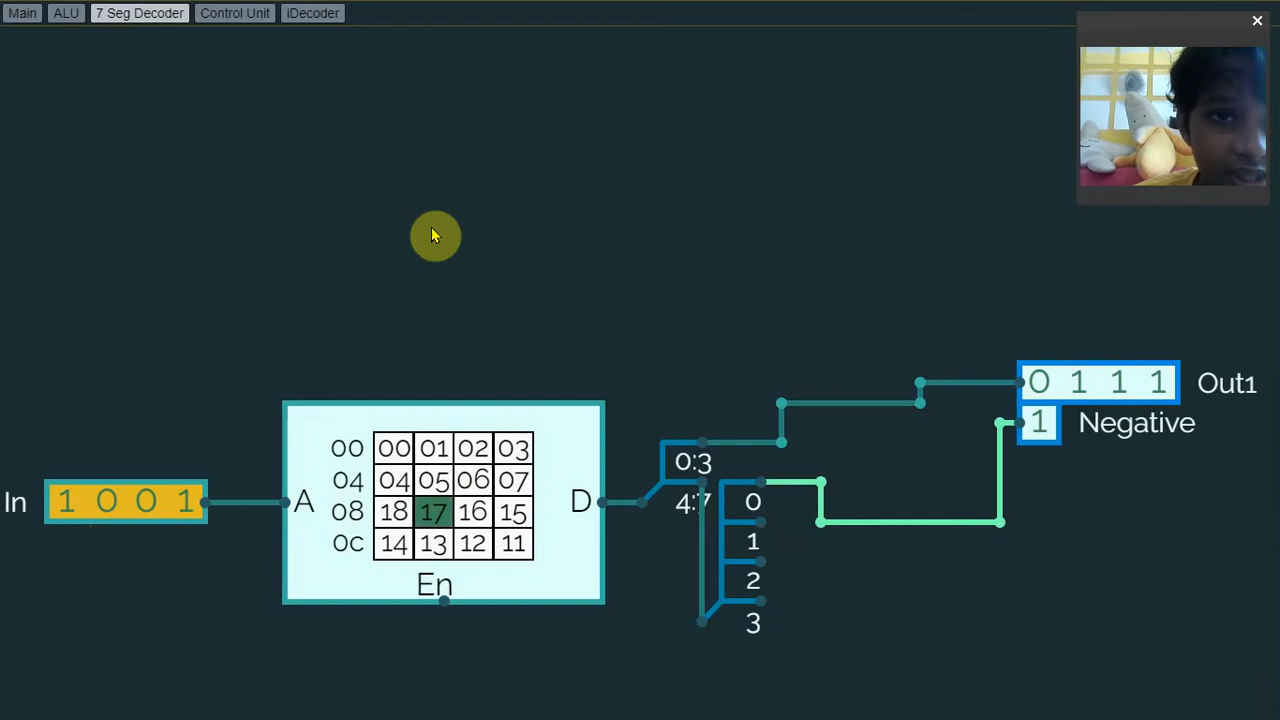 Main ALU 7 Seg Decoder Control Unit iDecoder
×
0 1 1 1 Out1
1 Negative
In 1 0 0 1
A
00 00 01 02 03
04 04 05 06 07
08 18 17 16 15
0c 14 13 12 11
En
D
0:3
4:7
0
1
2
3